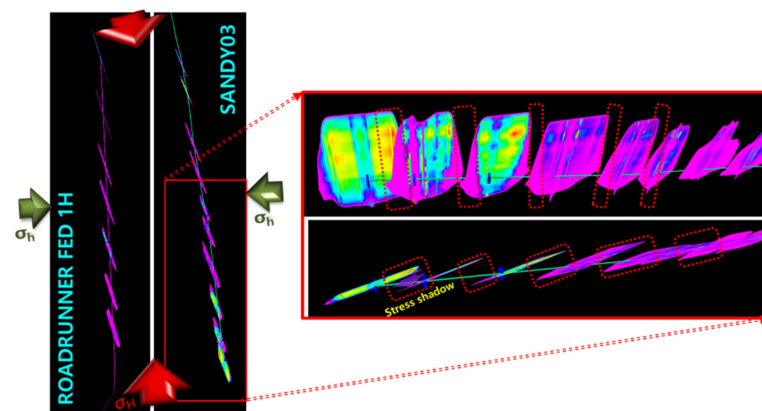 ROADRUNNER FED 1H
SANDY03
σh
σh
σH
Stress shadow